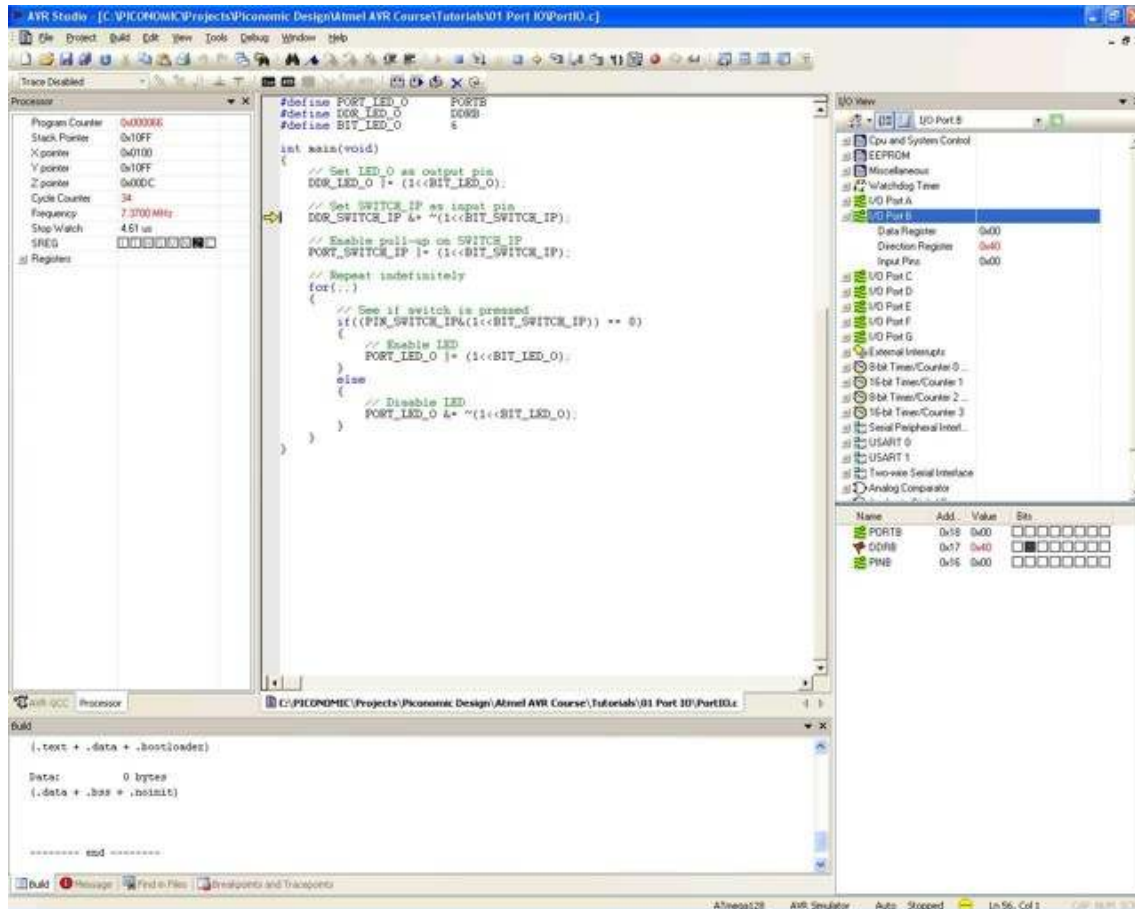 AVR Studio - [C:\PICONOMIC\Projects\Piconomic Design\Atmel AVR Course\Tutorials\01 Port IO\PortIO.c]
File Project Build Edit View Tools Debug Window Help
Trace Disabled
Processor
Program Counter 0x000066
Stack Pointer 0x10FF
X pointer 0x0100
Y pointer 0x10FF
Z pointer 0x00DC
Cycle Counter 34
Frequency 7.3700 MHz
Stop Watch 4.61 us
SREG
Registers
AVR GCC Processor
#define PORT_LED_O PORTB
#define DDR_LED_O DDRB
#define BIT_LED_O 6
int main(void)
{
// Set LED_O as output pin
DDR_LED_O |= (1<<BIT_LED_O);
// Set SWITCH_IP as input pin
DDR_SWITCH_IP &= ~(1<<BIT_SWITCH_IP);
// Enable pull-up on SWITCH_IP
PORT_SWITCH_IP |= (1<<BIT_SWITCH_IP);
// Repeat indefinitely
for(;;)
{
// See if switch is pressed
if((PIN_SWITCH_IP&(1<<BIT_SWITCH_IP)) == 0)
{
// Enable LED
PORT_LED_O |= (1<<BIT_LED_O);
}
else
{
// Disable LED
PORT_LED_O &= ~(1<<BIT_LED_O);
}
}
}
C:\PICONOMIC\Projects\Piconomic Design\Atmel AVR Course\Tutorials\01 Port IO\PortIO.c
I/O View
I/O Port B
Cpu and System Control
EEPROM
Miscellaneous
Watchdog Timer
I/O Port A
I/O Port B
Data Register 0x00
Direction Register 0x40
Input Pins 0x00
I/O Port C
I/O Port D
I/O Port E
I/O Port F
I/O Port G
External Interrupts
8-bit Timer/Counter 0 ...
16-bit Timer/Counter 1
8-bit Timer/Counter 2 ...
16-bit Timer/Counter 3
Serial Peripheral Interf...
USART 0
USART 1
Two-wire Serial Interface
Analog Comparator
Name Add... Value Bits
PORTB 0x18 0x00
DDRB 0x17 0x40
PINB 0x16 0x00
Build
(.text + .data + .bootloader)
Data: 0 bytes
(.data + .bss + .noinit)
-------- end --------
Build Message Find in Files Breakpoints and Tracepoints
ATmega128 AVR Simulator Auto Stopped Ln 56, Col 1 CAP NUM